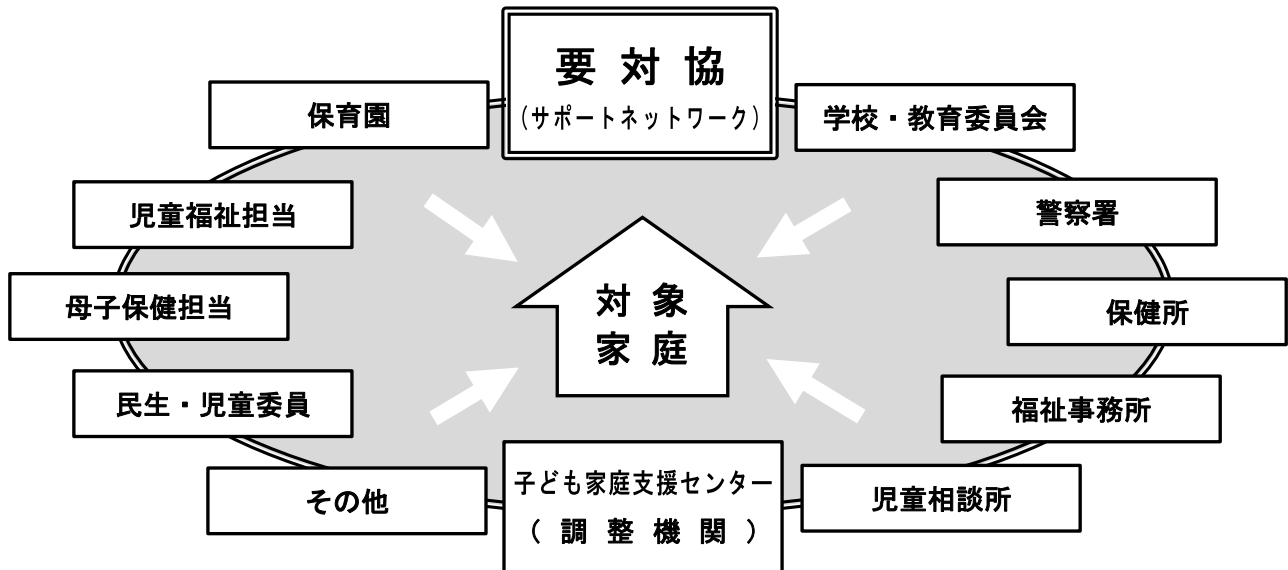 要対協
(サポートネットワーク)
保育園
学校・教育委員会
児童福祉担当
警察署
母子保健担当
対象
家庭
保健所
民生・児童委員
福祉事務所
その他
子ども家庭支援センター
(調整機関)
児童相談所